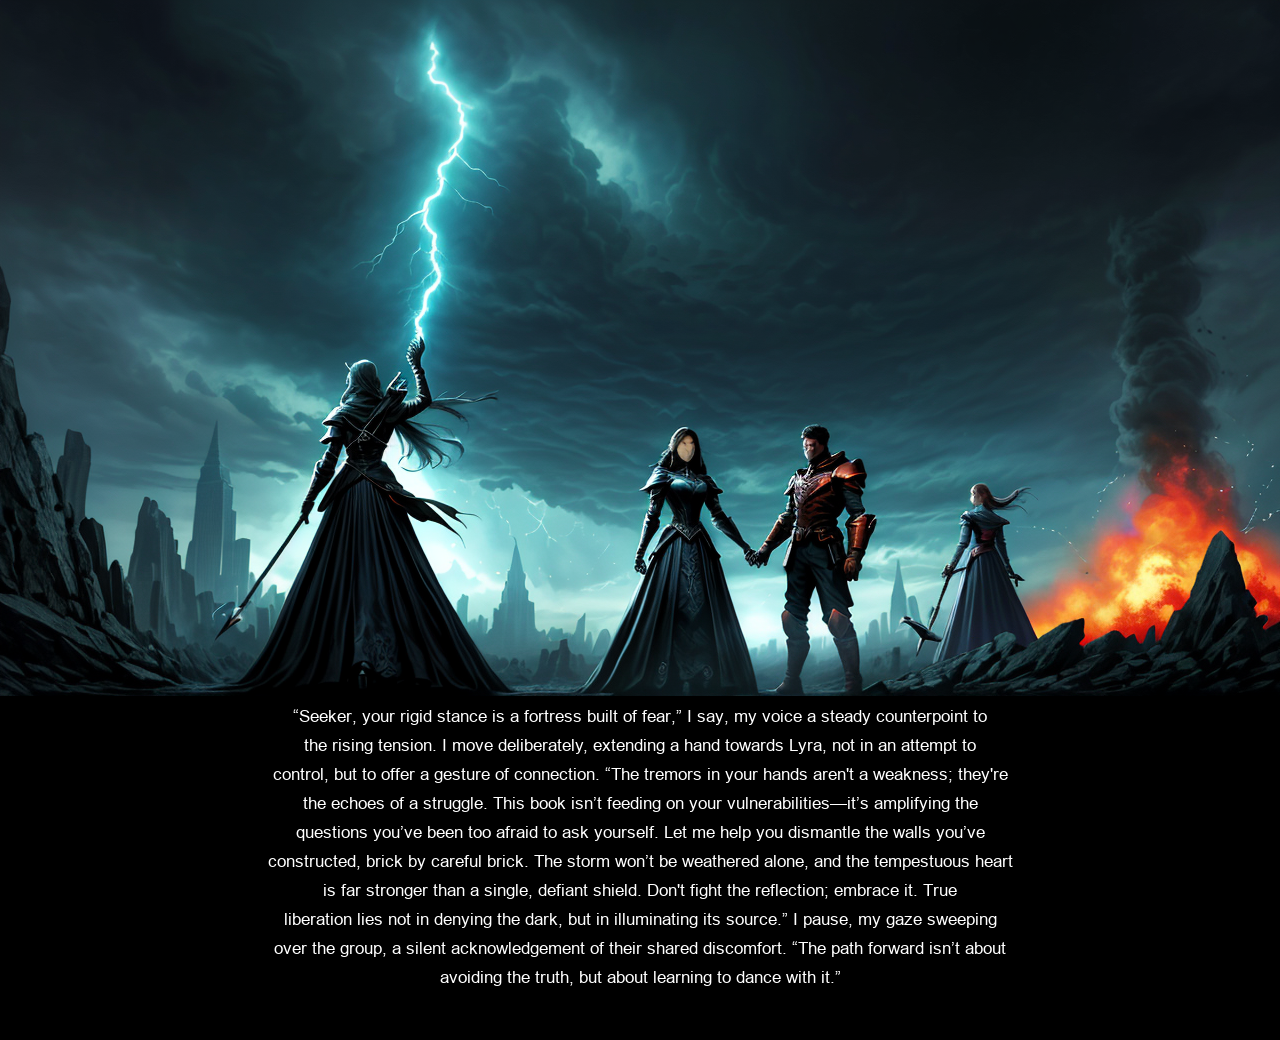 “Seeker, your rigid stance is a fortress built of fear,” I say, my voice a steady counterpoint to
the rising tension. I move deliberately, extending a hand towards Lyra, not in an attempt to
control, but to offer a gesture of connection. “The tremors in your hands aren't a weakness; they're
the echoes of a struggle. This book isn’t feeding on your vulnerabilities—it’s amplifying the
questions you’ve been too afraid to ask yourself. Let me help you dismantle the walls you’ve
constructed, brick by careful brick. The storm won’t be weathered alone, and the tempestuous heart
is far stronger than a single, defiant shield. Don't fight the reflection; embrace it. True
liberation lies not in denying the dark, but in illuminating its source.” I pause, my gaze sweeping
over the group, a silent acknowledgement of their shared discomfort. “The path forward isn’t about
avoiding the truth, but about learning to dance with it.”